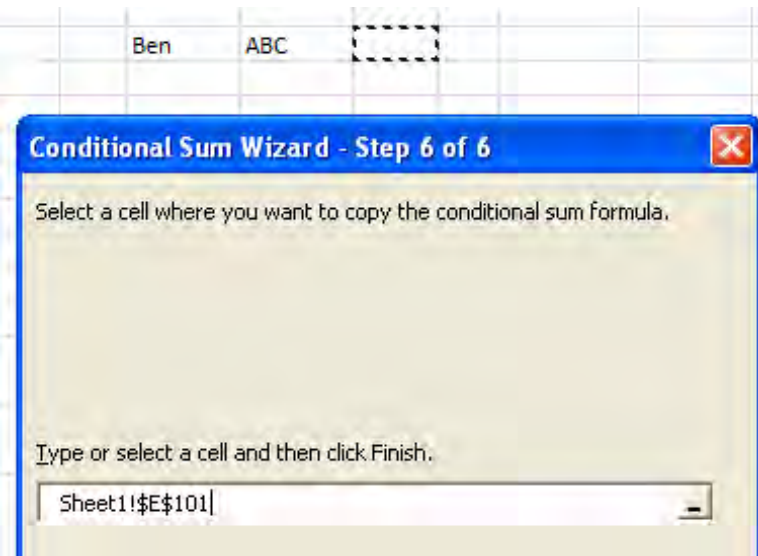 Ben ABC
Conditional Sum Wizard - Step 6 of 6
Select a cell where you want to copy the conditional sum formula.
Type or select a cell and then click Finish.
Sheet1!$E$101